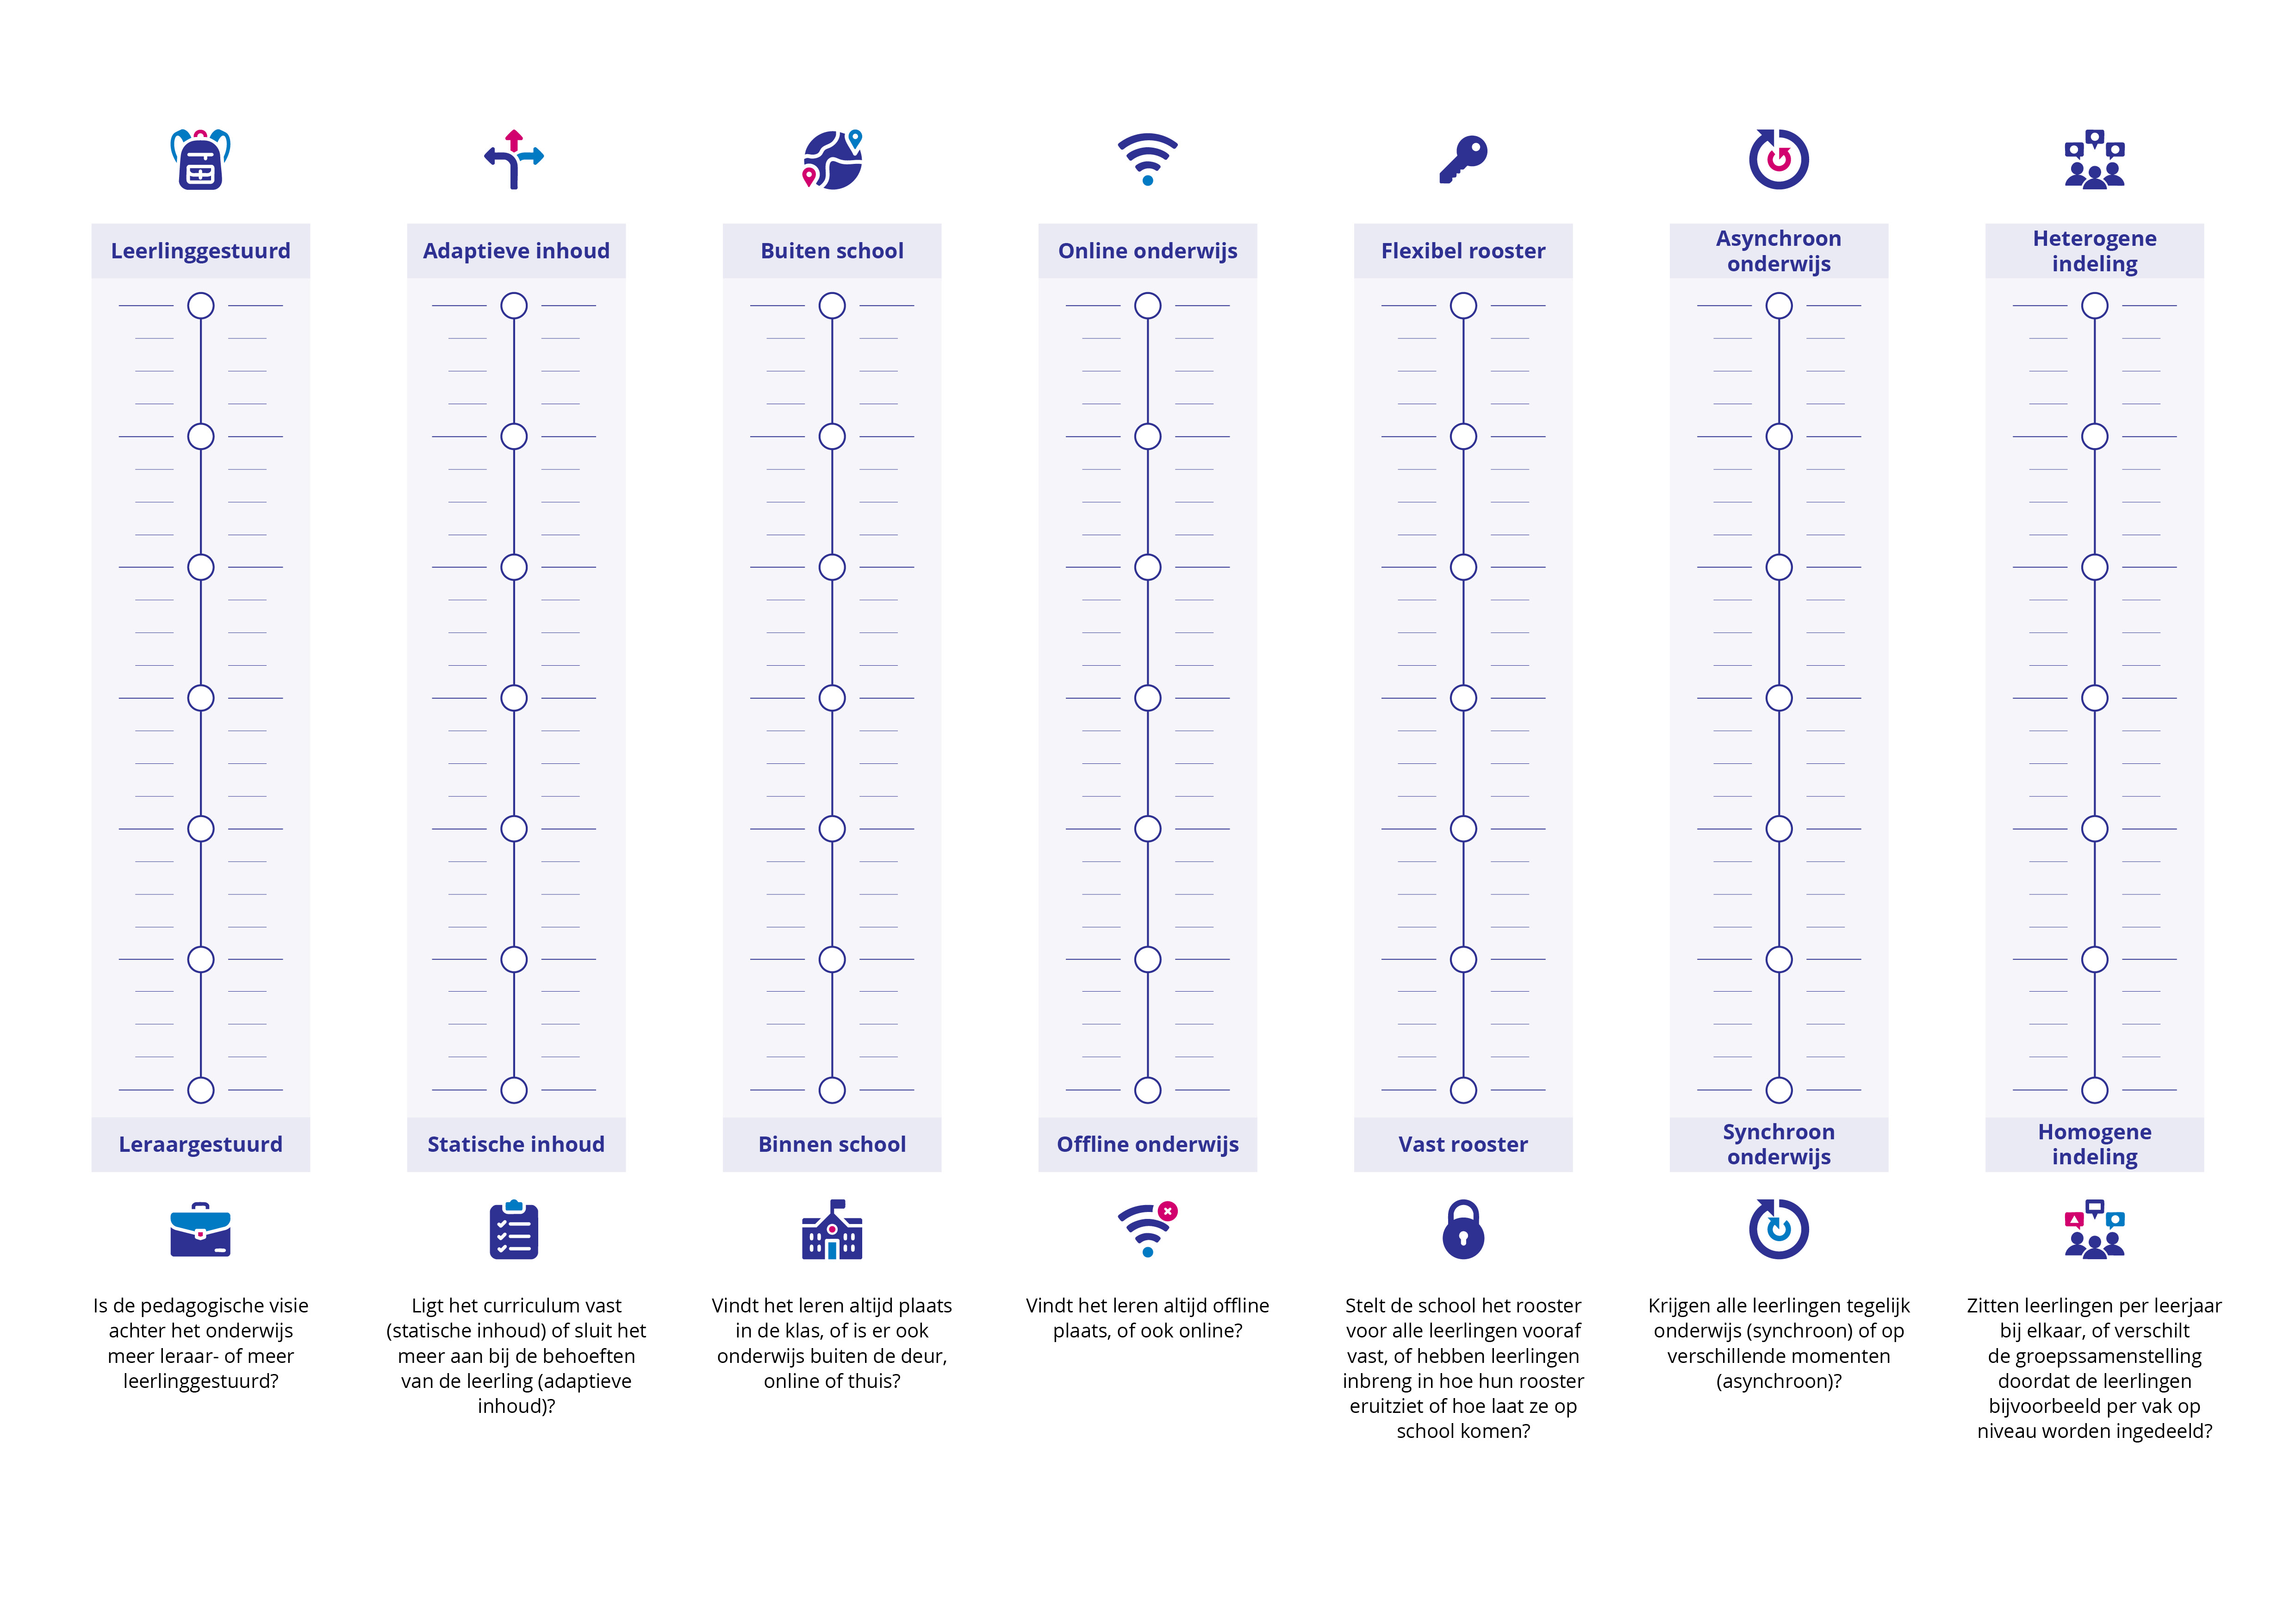 Leerlinggestuurd
Adaptieve inhoud
Buiten school
Online onderwijs
Flexibel rooster
Asynchroon
onderwijs
Heterogene
indeling
Leraargestuurd
Statische inhoud
Binnen school
Offline onderwijs
Vast rooster
Synchroon
onderwijs
Homogene
indeling
Is de pedagogische visie
achter het onderwijs
meer leraar- of meer
leerlinggestuurd?
Ligt het curriculum vast
(statische inhoud) of sluit het
meer aan bij de behoeften
van de leerling (adaptieve
inhoud)?
Vindt het leren altijd plaats
in de klas, of is er ook
onderwijs buiten de deur,
online of thuis?
Vindt het leren altijd offline
plaats, of ook online?
Stelt de school het rooster
voor alle leerlingen vooraf
vast, of hebben leerlingen
inbreng in hoe hun rooster
eruitziet of hoe laat ze op
school komen?
Krijgen alle leerlingen tegelijk
onderwijs (synchroon) of op
verschillende momenten
(asynchroon)?
Zitten leerlingen per leerjaar
bij elkaar, of verschilt
de groepssamenstelling
doordat de leerlingen
bijvoorbeeld per vak op
niveau worden ingedeeld?